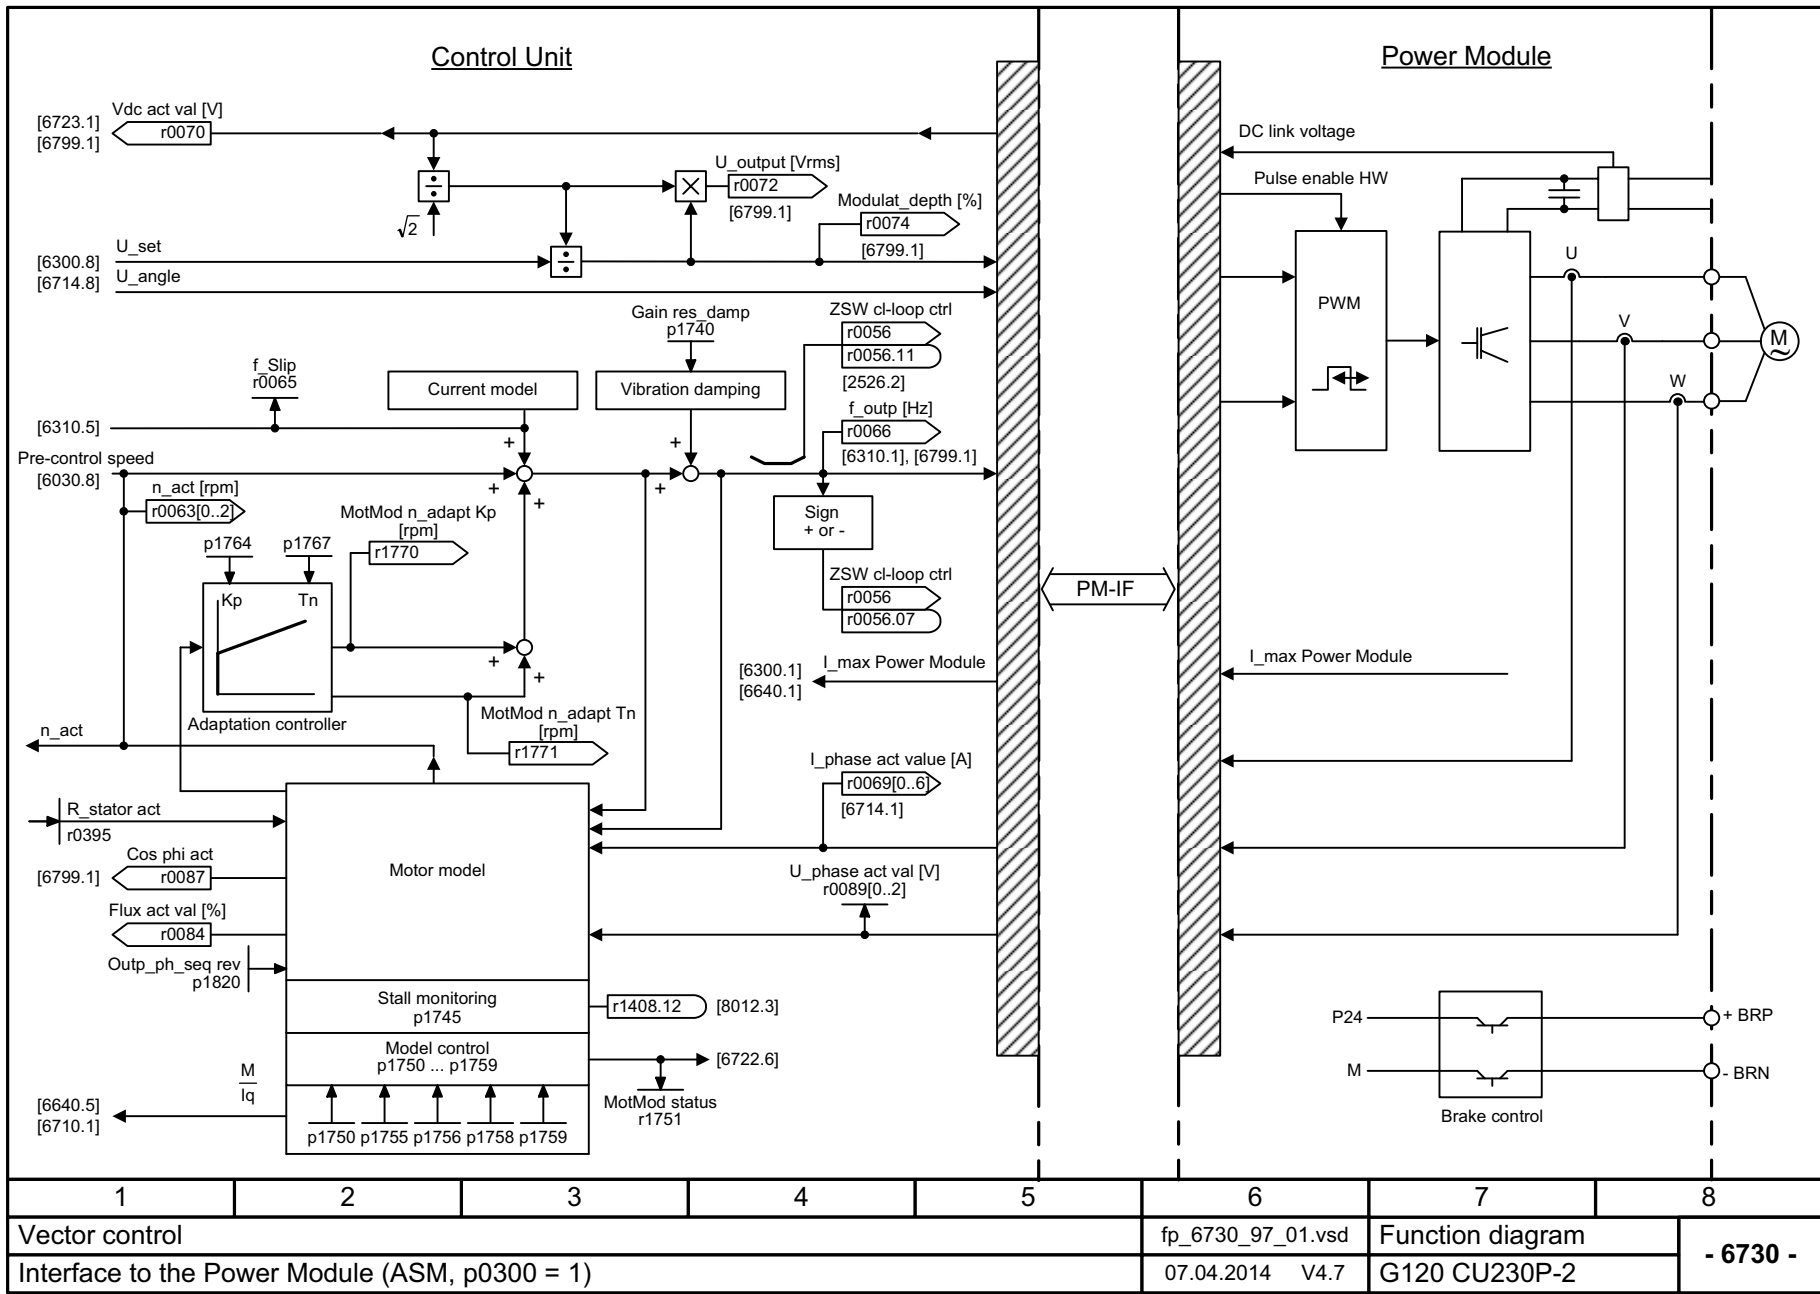 Control Unit
Power Module
Vdc act val [V]
[6723.1]
[6799.1]
r0070
DC link voltage
U_output [Vrms]
r0072
[6799.1]
Pulse enable HW
√2
Modulat_depth [%]
r0074
[6799.1]
U_set
[6300.8]
[6714.8]
U_angle
U
V
W
PWM
M
~
Gain res_damp
p1740
ZSW cl-loop ctrl
r0056
r0056.11
[2526.2]
f_Slip
r0065
Current model
Vibration damping
f_outp [Hz]
r0066
[6310.1], [6799.1]
[6310.5]
+
+
Pre-control speed
[6030.8]
+
+
+
n_act [rpm]
r0063[0..2]
MotMod n_adapt Kp
[rpm]
r1770
Sign
+ or -
p1764
p1767
Kp
Tn
ZSW cl-loop ctrl
r0056
r0056.07
PM-IF
+
+
Adaptation controller
[6300.1]
[6640.1]
I_max Power Module
I_max Power Module
MotMod n_adapt Tn
[rpm]
r1771
n_act
I_phase act value [A]
r0069[0..6]
[6714.1]
R_stator act
r0395
Cos phi act
[6799.1]
r0087
Motor model
U_phase act val [V]
r0089[0..2]
Flux act val [%]
r0084
Outp_ph_seq rev
p1820
Stall monitoring
p1745
r1408.12
[8012.3]
Model control
p1750 ... p1759
[6722.6]
MotMod status
r1751
M
Iq
[6640.5]
[6710.1]
p1750
p1755
p1756
p1758
p1759
P24
+ BRP
M
- BRN
Brake control
1
2
3
4
5
6
7
8
Vector control
fp_6730_97_01.vsd
Function diagram
- 6730 -
Interface to the Power Module (ASM, p0300 = 1)
07.04.2014 V4.7
G120 CU230P-2